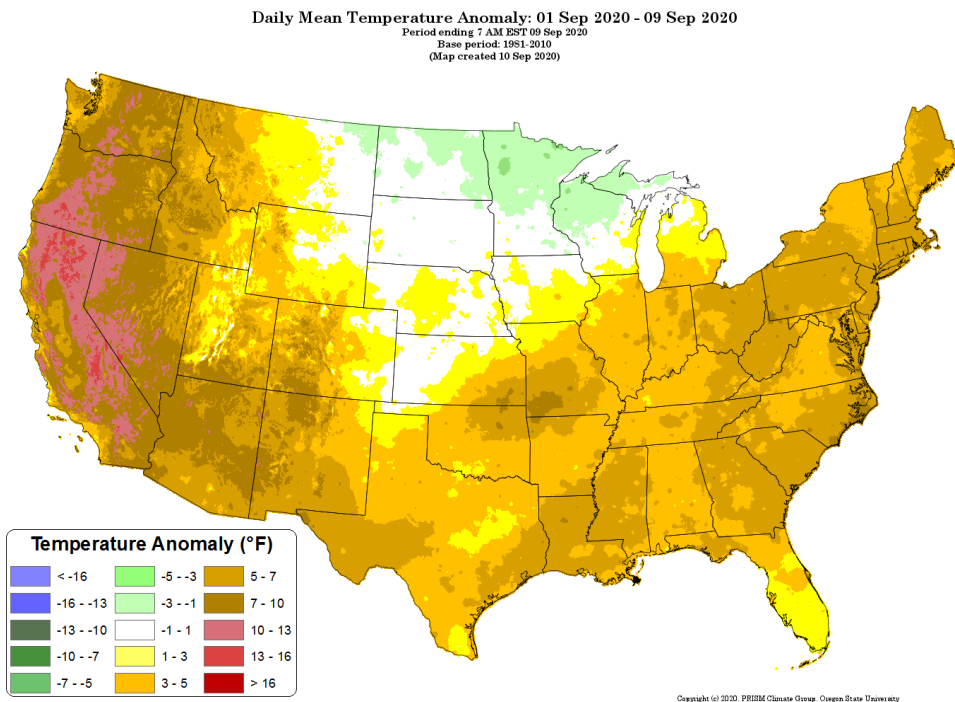 Daily Mean Temperature Anomaly: 01 Sep 2020 - 09 Sep 2020
Period ending 7 AM EST 09 Sep 2020
Base period: 1981-2010
(Map created 10 Sep 2020)
Temperature Anomaly (°F)
< -16 -5 - -3 5 - 7
-16 - -13 -3 - -1 7 - 10
-13 - -10 -1 - 1 10 - 13
-10 - -7 1 - 3 13 - 16
-7 - -5 3 - 5 > 16
Copyright (c) 2020, PRISM Climate Group, Oregon State University